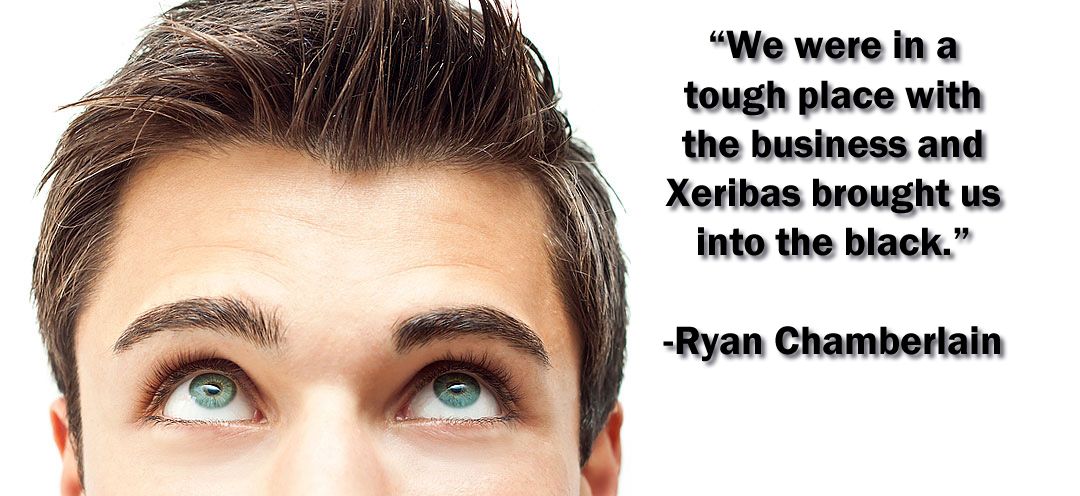 “We were in a
tough place with
the business and
Xeribas brought us
into the black.”
-Ryan Chamberlain